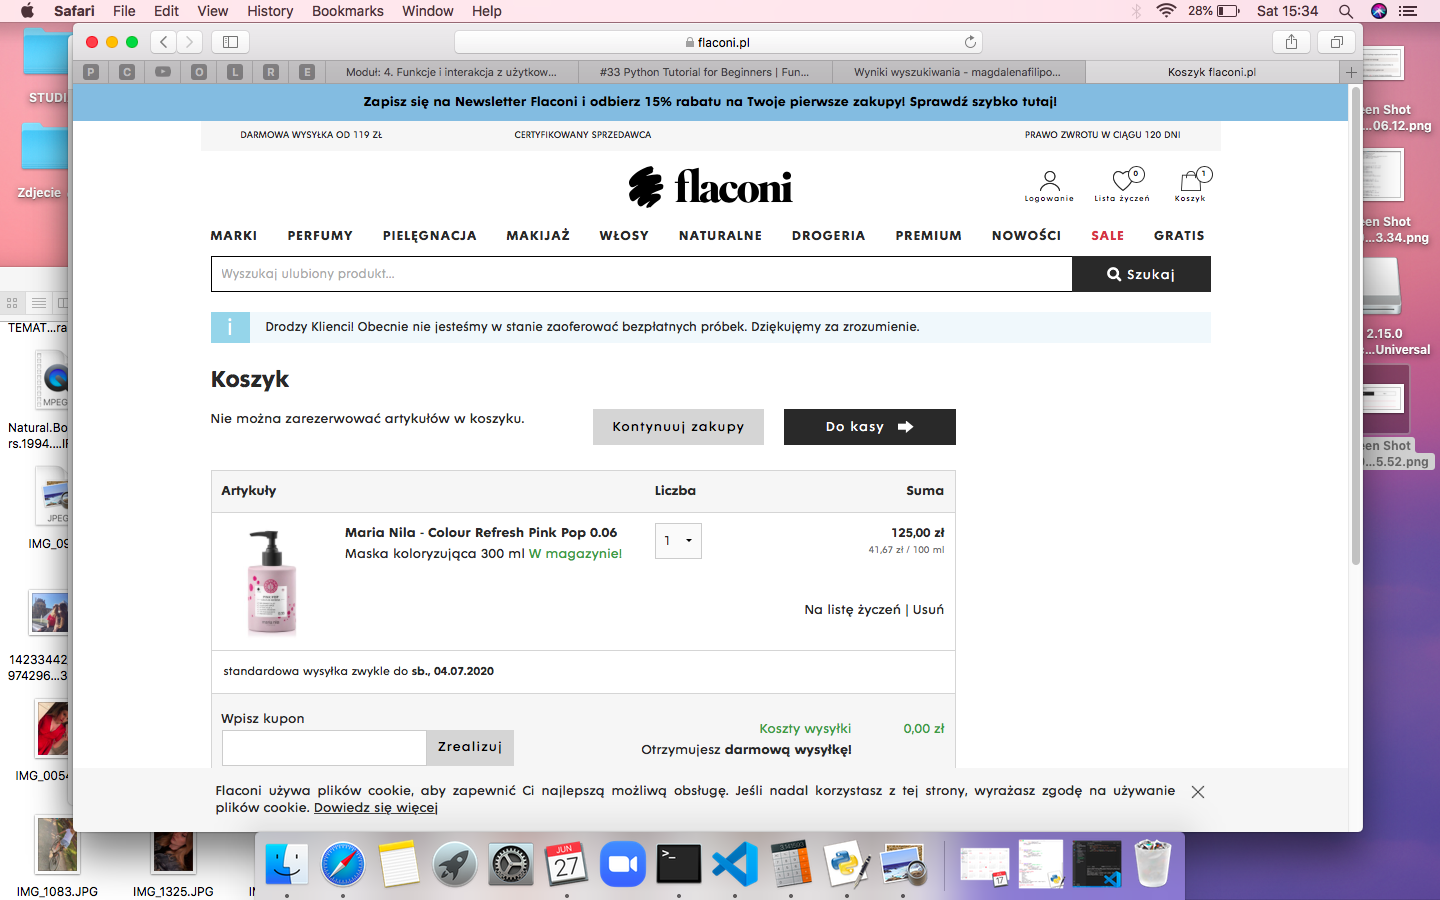 Safari File Edit View History Bookmarks Window Help 28% Sat 15:34
flaconi.pl
P C O L R E Moduł: 4. Funkcje i interakcja z użytkow... #33 Python Tutorial for Beginners | Fun... Wyniki wyszukiwania - magdalenafilipo... Koszyk flaconi.pl
Zapisz się na Newsletter Flaconi i odbierz 15% rabatu na Twoje pierwsze zakupy! Sprawdź szybko tutaj!
DARMOWA WYSYŁKA OD 119 ZŁ CERTYFIKOWANY SPRZEDAWCA PRAWO ZWROTU W CIĄGU 120 DNI
flaconi
0 1
Logowanie Lista życzeń Koszyk
MARKI PERFUMY PIELĘGNACJA MAKIJAŻ WŁOSY NATURALNE DROGERIA PREMIUM NOWOŚCI SALE GRATIS
Wyszukaj ulubiony produkt... Szukaj
i Drodzy Klienci! Obecnie nie jesteśmy w stanie zaoferować bezpłatnych próbek. Dziękujemy za zrozumienie.
Koszyk
Nie można zarezerwować artykułów w koszyku. Kontynuuj zakupy Do kasy
Artykuły Liczba Suma
Maria Nila - Colour Refresh Pink Pop 0.06 1 125,00 zł
Maska koloryzująca 300 ml W magazynie! 41,67 zł / 100 ml
Na listę życzeń | Usuń
standardowa wysyłka zwykle do sb., 04.07.2020
Wpisz kupon Koszty wysyłki 0,00 zł
Zrealizuj Otrzymujesz darmową wysyłkę!
Flaconi używa plików cookie, aby zapewnić Ci najlepszą możliwą obsługę. Jeśli nadal korzystasz z tej strony, wyrażasz zgodę na używanie
plików cookie. Dowiedz się więcej
STUDI
Zdjecie
TEMAT...ra
MPEG
Natural.Bo
rs.1994....IF
JPEG
IMG_09
14233442
974296...3
IMG_0054
IMG_1083.JPG IMG_1325.JPG
een Shot
...06.12.png
een Shot
...3.34.png
2.15.0
...Universal
een Shot
...5.52.png
JUN
27
17